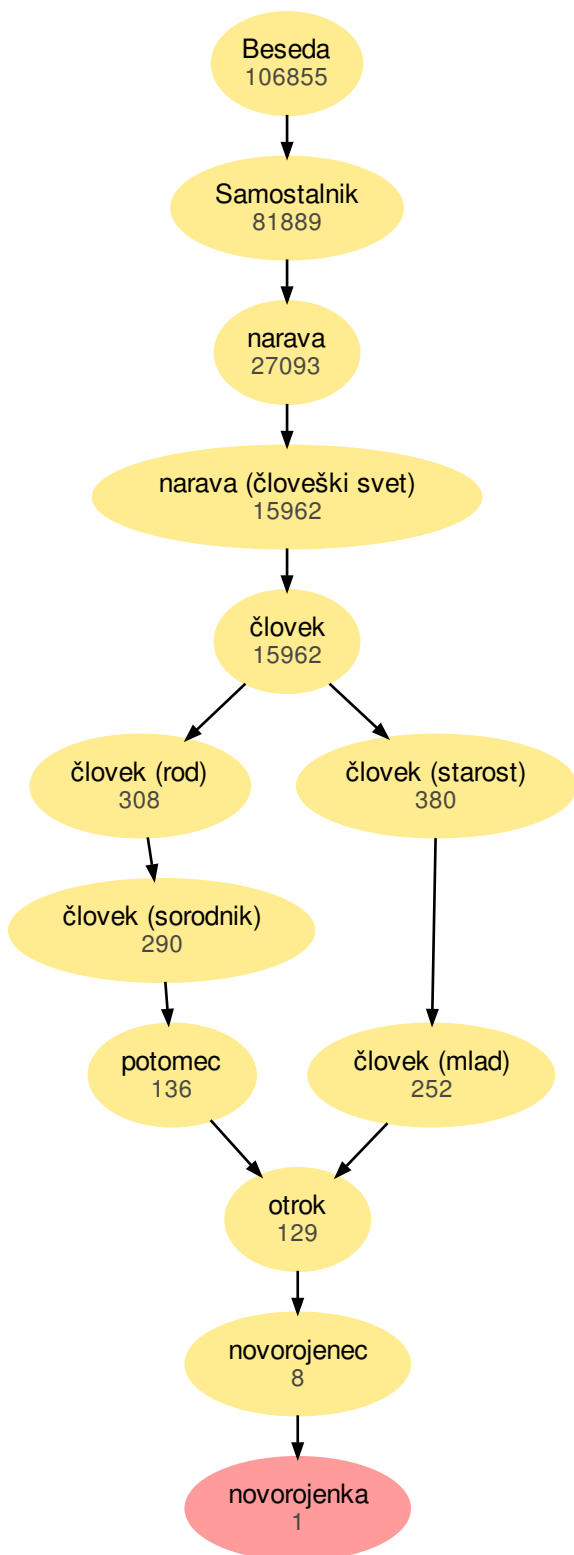 Beseda
106855
Samostalnik
81889
narava
27093
narava (človeški svet)
15962
človek
15962
človek (rod)
308
človek (starost)
380
človek (sorodnik)
290
potomec
136
človek (mlad)
252
otrok
129
novorojenec
8
novorojenka
1